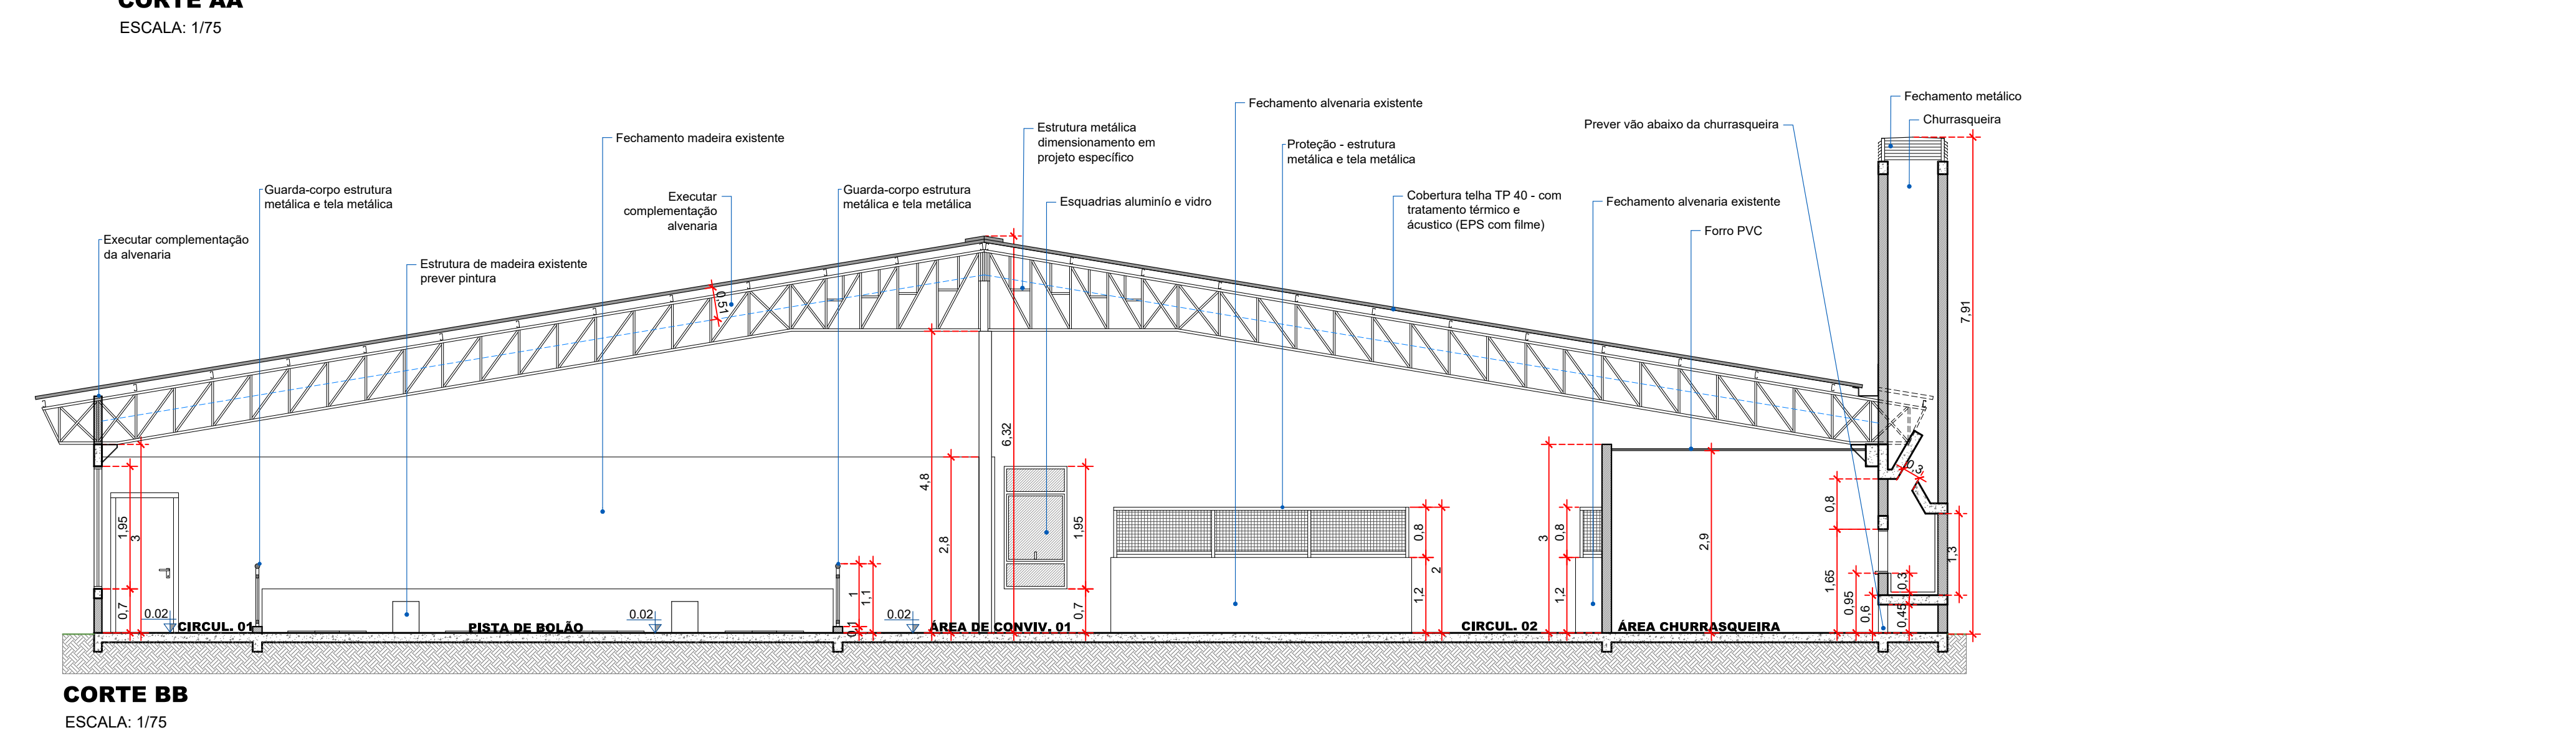 CORTE AA
ESCALA: 1/75
Fechamento metálico
Churrasqueira
Fechamento alvenaria existente
Prever vão abaixo da churrasqueira
Estrutura metálica
dimensionamento em
projeto específico
Fechamento madeira existente
Proteção - estrutura
metálica e tela metálica
Guarda-corpo estrutura
metálica e tela metálica
Executar
complementação
alvenaria
Guarda-corpo estrutura
metálica e tela metálica
Esquadrias alumínío e vidro
Cobertura telha TP 40 - com
tratamento térmico e
ácustico (EPS com filme)
Fechamento alvenaria existente
Forro PVC
Executar complementação
da alvenaria
Estrutura de madeira existente
prever pintura
0,51
7,91
6,32
4,8
0,3
1,95
3
2,8
1,95
0,8
2
3
0,8
2,9
0,8
1,3
0,7
0.02
0.02
1
1,1
0,1
0.02
0,7
1,2
1,2
1,65
0,95
0,6
0,3
0,45
CIRCUL. 01
PISTA DE BOLÃO
ÁREA DE CONVIV. 01
CIRCUL. 02
ÁREA CHURRASQUEIRA
CORTE BB
ESCALA: 1/75